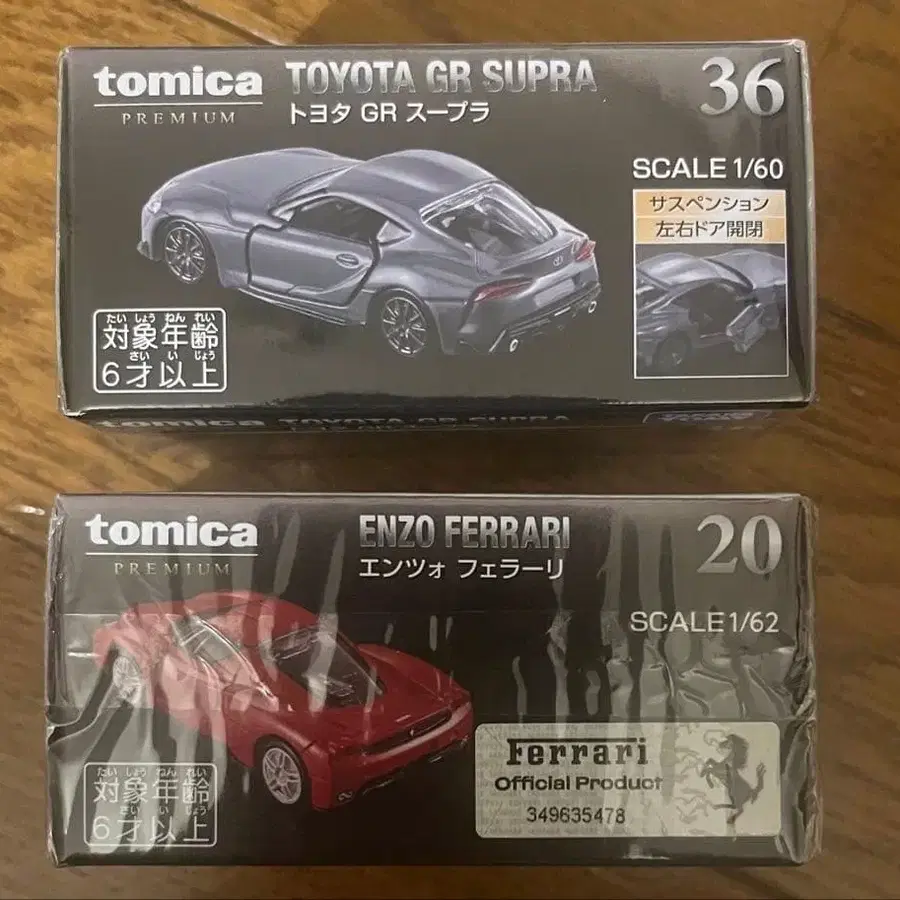 tomica
PREMIUM
TOYOTA GR SUPRA
トヨタ GR スープラ
36
SCALE 1/60
サスペンション
左右ドア開閉
たい しょう ねん れい
対象年齢
さい い じょう
6才以上
tomica
TOYOTA GR SUPRA
tomica
PREMIUM
ENZO FERRARI
エンツォ フェラーリ
20
SCALE 1/62
たい しょう ねん れい
対象年齢
さい い じょう
6才以上
Ferrari
Official Product
349635478